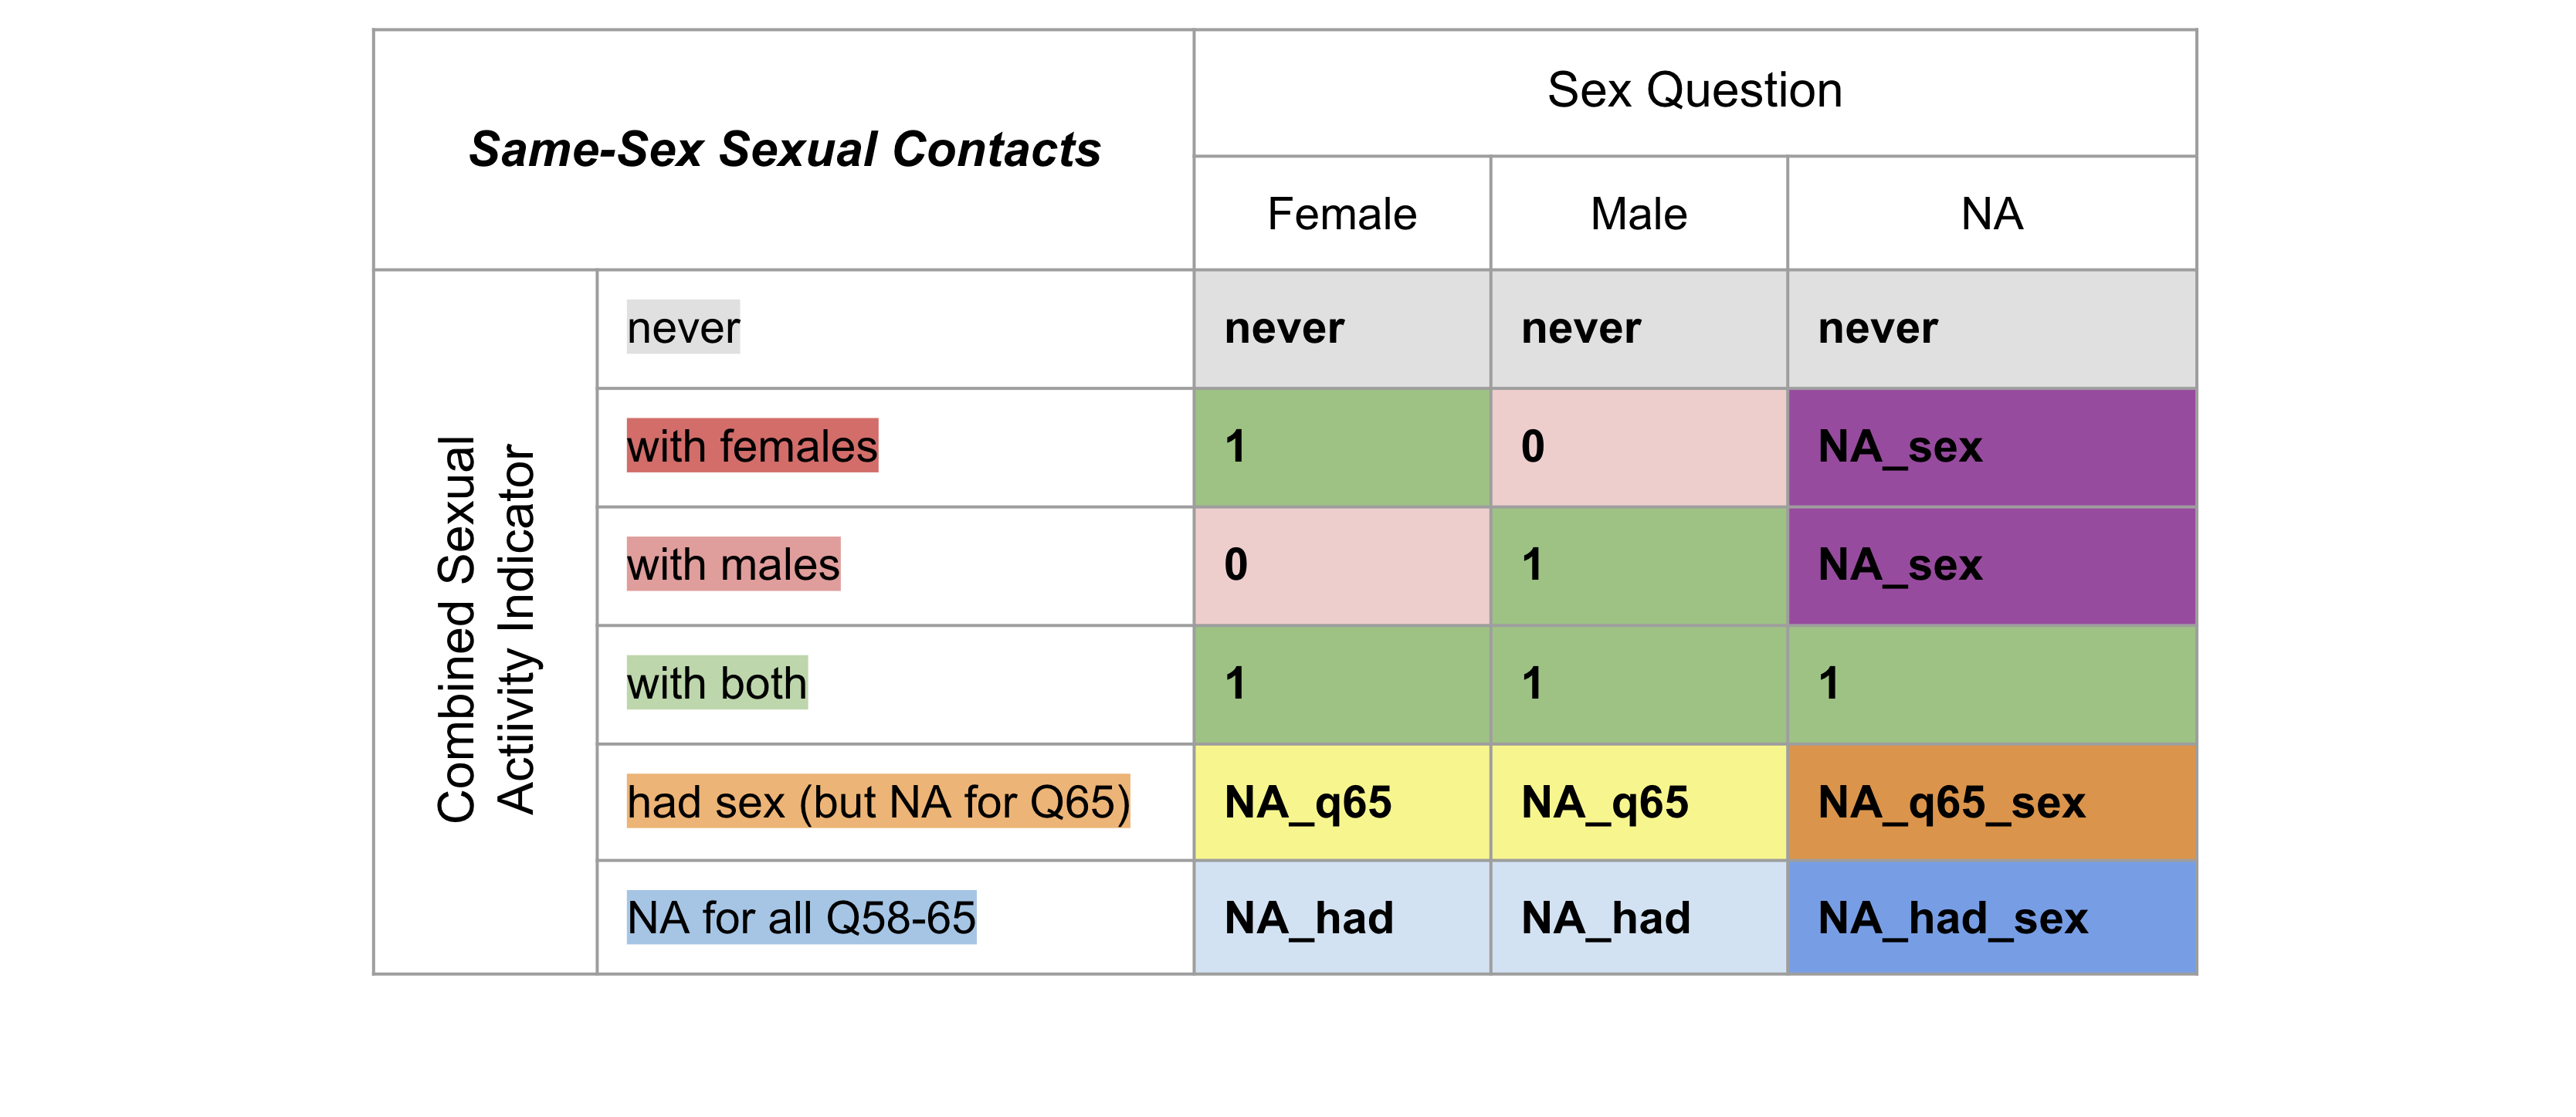 Same-Sex Sexual Contacts
Sex Question
Female
Male
NA
Combined Sexual
Actiivity Indicator
never
never
never
never
with females
1
0
NA_sex
with males
0
1
NA_sex
with both
1
1
1
had sex (but NA for Q65)
NA_q65
NA_q65
NA_q65_sex
NA for all Q58-65
NA_had
NA_had
NA_had_sex